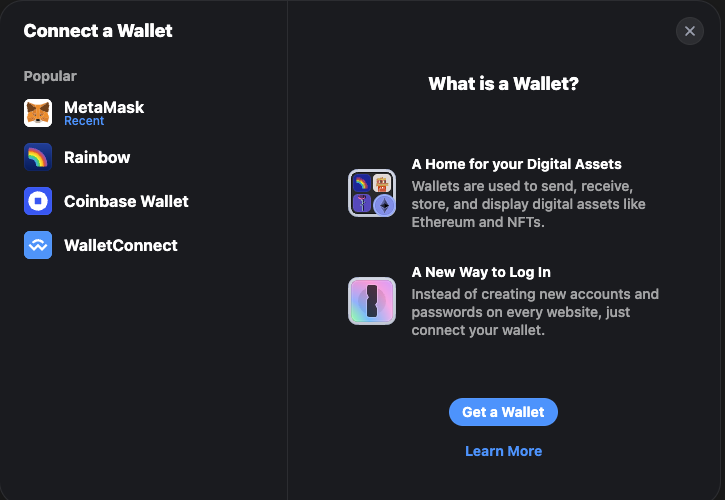 Connect a Wallet
Popular
MetaMask
Recent
Rainbow
Coinbase Wallet
WalletConnect
What is a Wallet?
A Home for your Digital Assets
Wallets are used to send, receive,
store, and display digital assets like
Ethereum and NFTs.
A New Way to Log In
Instead of creating new accounts and
passwords on every website, just
connect your wallet.
Get a Wallet
Learn More